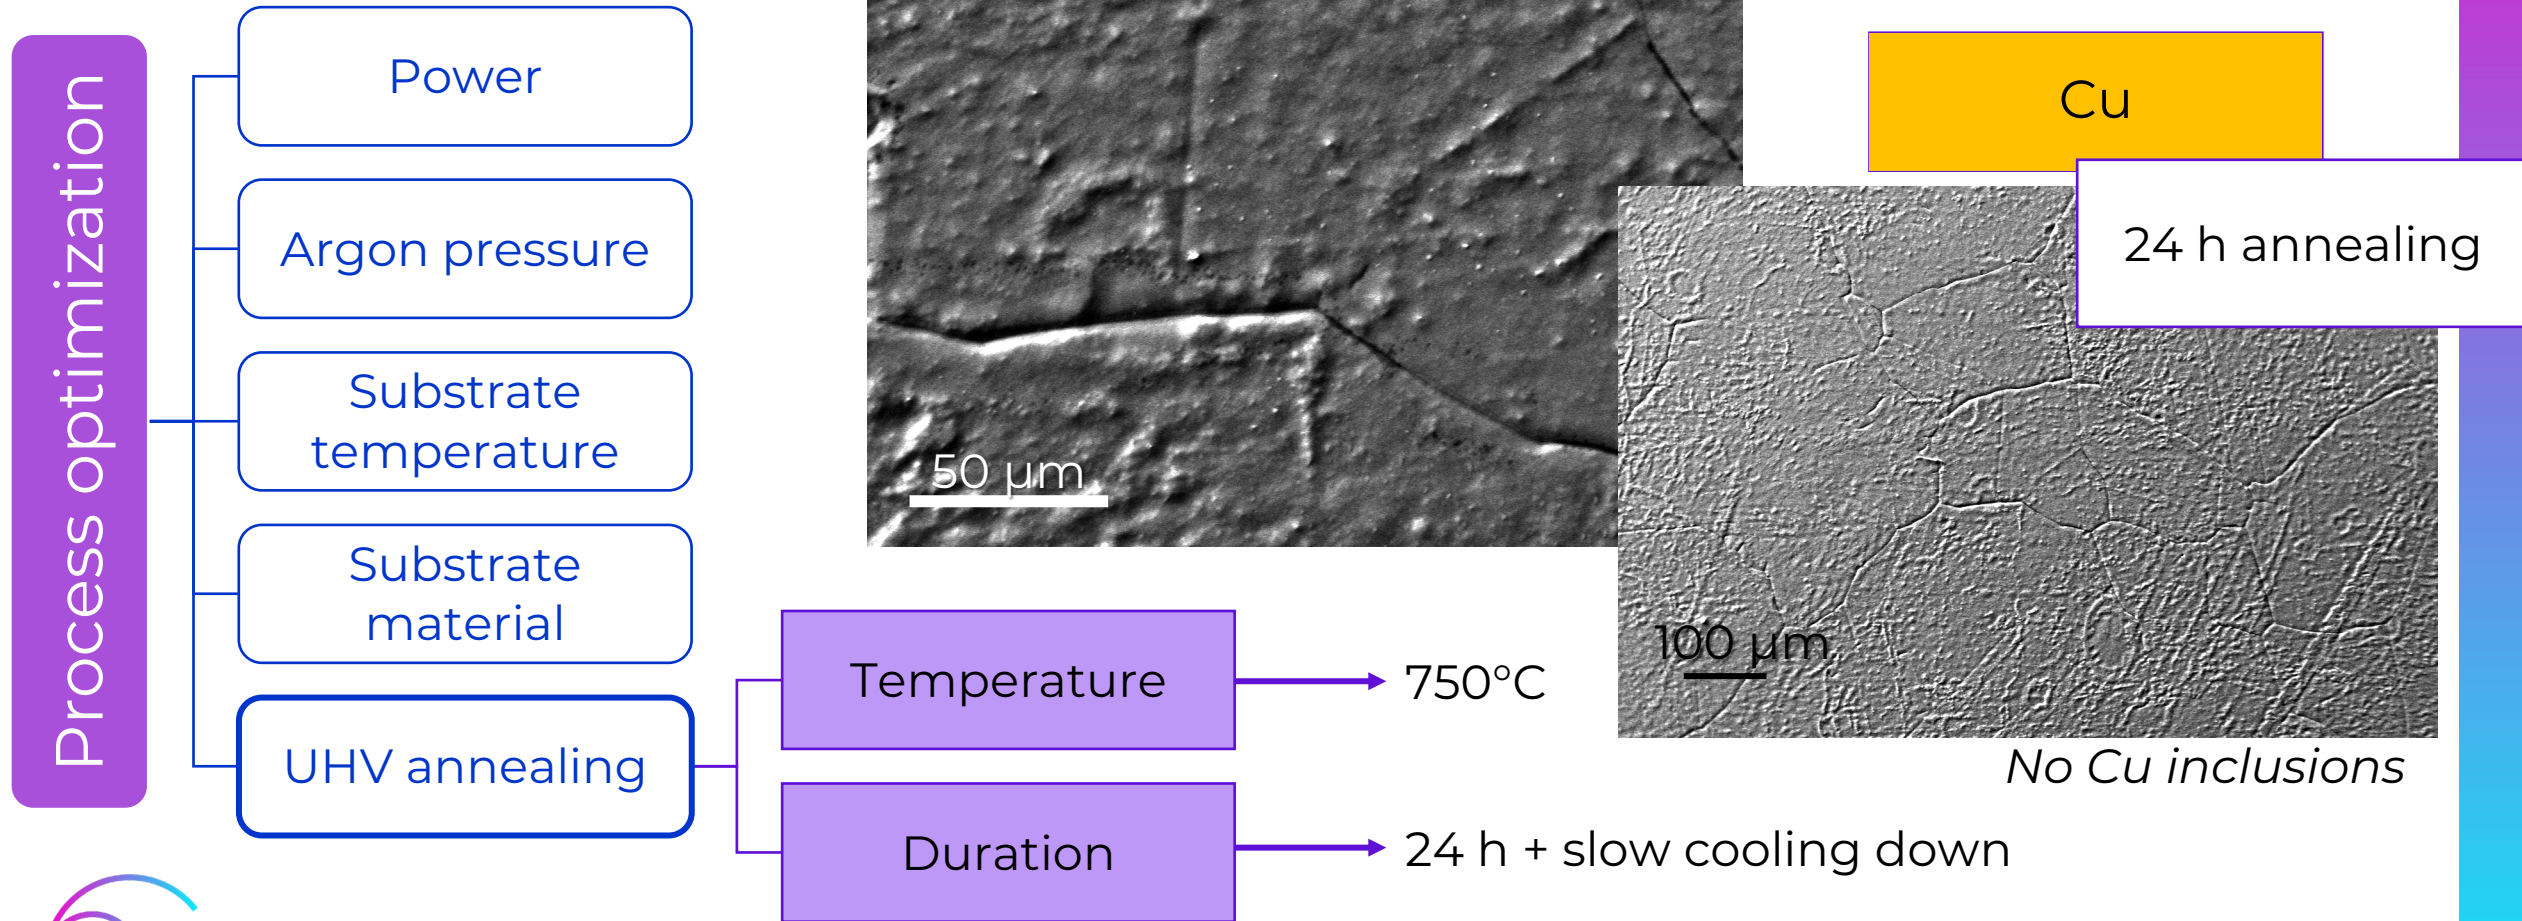 Process optimization
Power
Argon pressure
Substrate
temperature
Substrate
material
UHV annealing
Temperature
750°C
Duration
24 h + slow cooling down
50 µm
Cu
24 h annealing
100 µm
No Cu inclusions